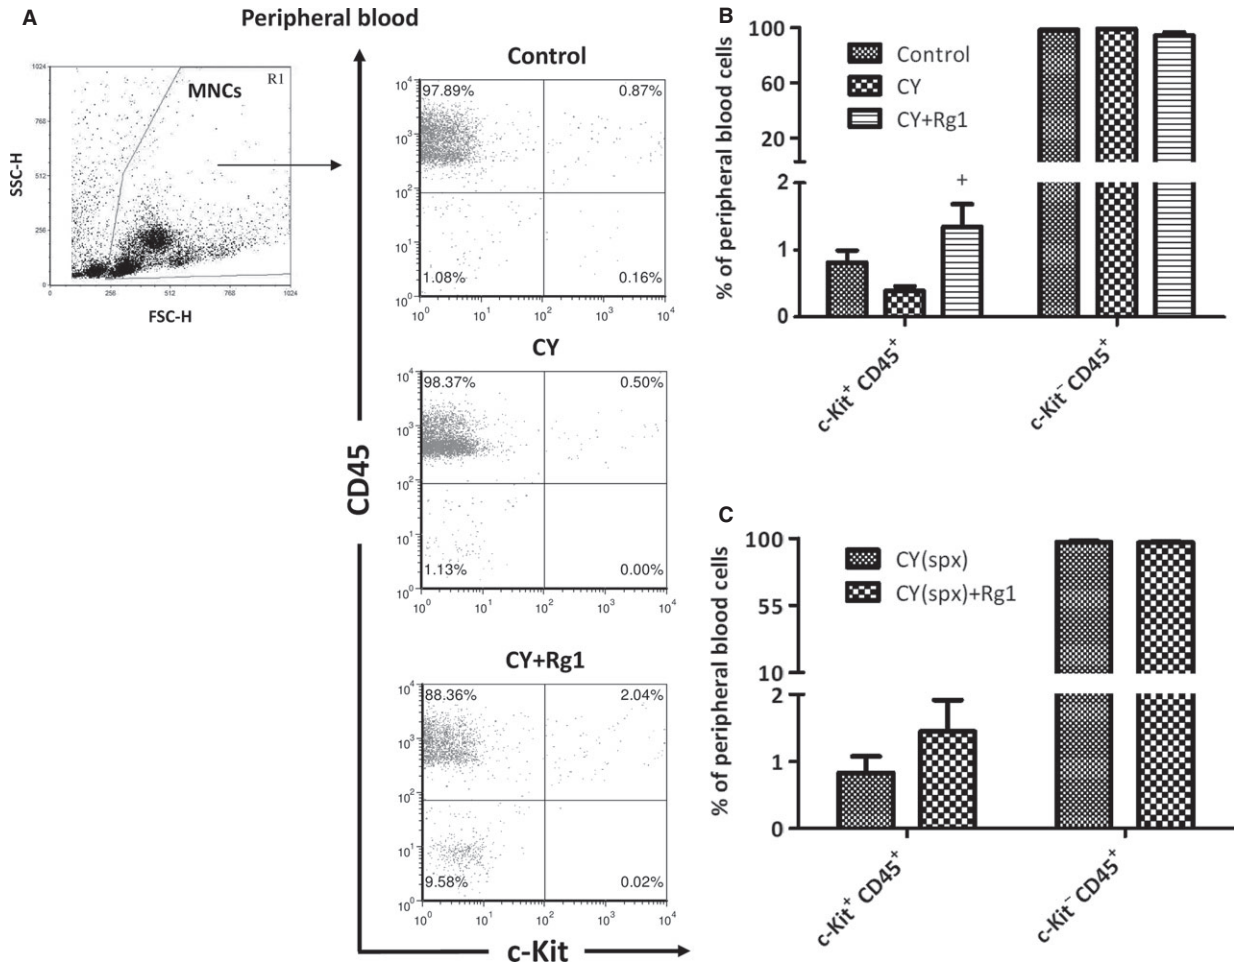 A
Peripheral blood
1024
768
512
256
0
SSC-H
MNCs
R1
0 256 512 768 1024
FSC-H
CD45
Control
10⁴
10³
10²
10¹
10⁰
97.89% 0.87%
1.08% 0.16%
10⁰ 10¹ 10² 10³ 10⁴
CY
10⁴
10³
10²
10¹
10⁰
98.37% 0.50%
1.13% 0.00%
10⁰ 10¹ 10² 10³ 10⁴
CY+Rg1
10⁴
10³
10²
10¹
10⁰
88.36% 2.04%
9.58% 0.02%
10⁰ 10¹ 10² 10³ 10⁴
c-Kit
B
% of peripheral blood cells
100
60
20
2
1
0
Control
CY
CY+Rg1
+
c-Kit⁺ CD45⁺
c-Kit⁻ CD45⁺
C
% of peripheral blood cells
100
55
10
2
1
0
CY(spx)
CY(spx)+Rg1
c-Kit⁺ CD45⁺
c-Kit⁻ CD45⁺